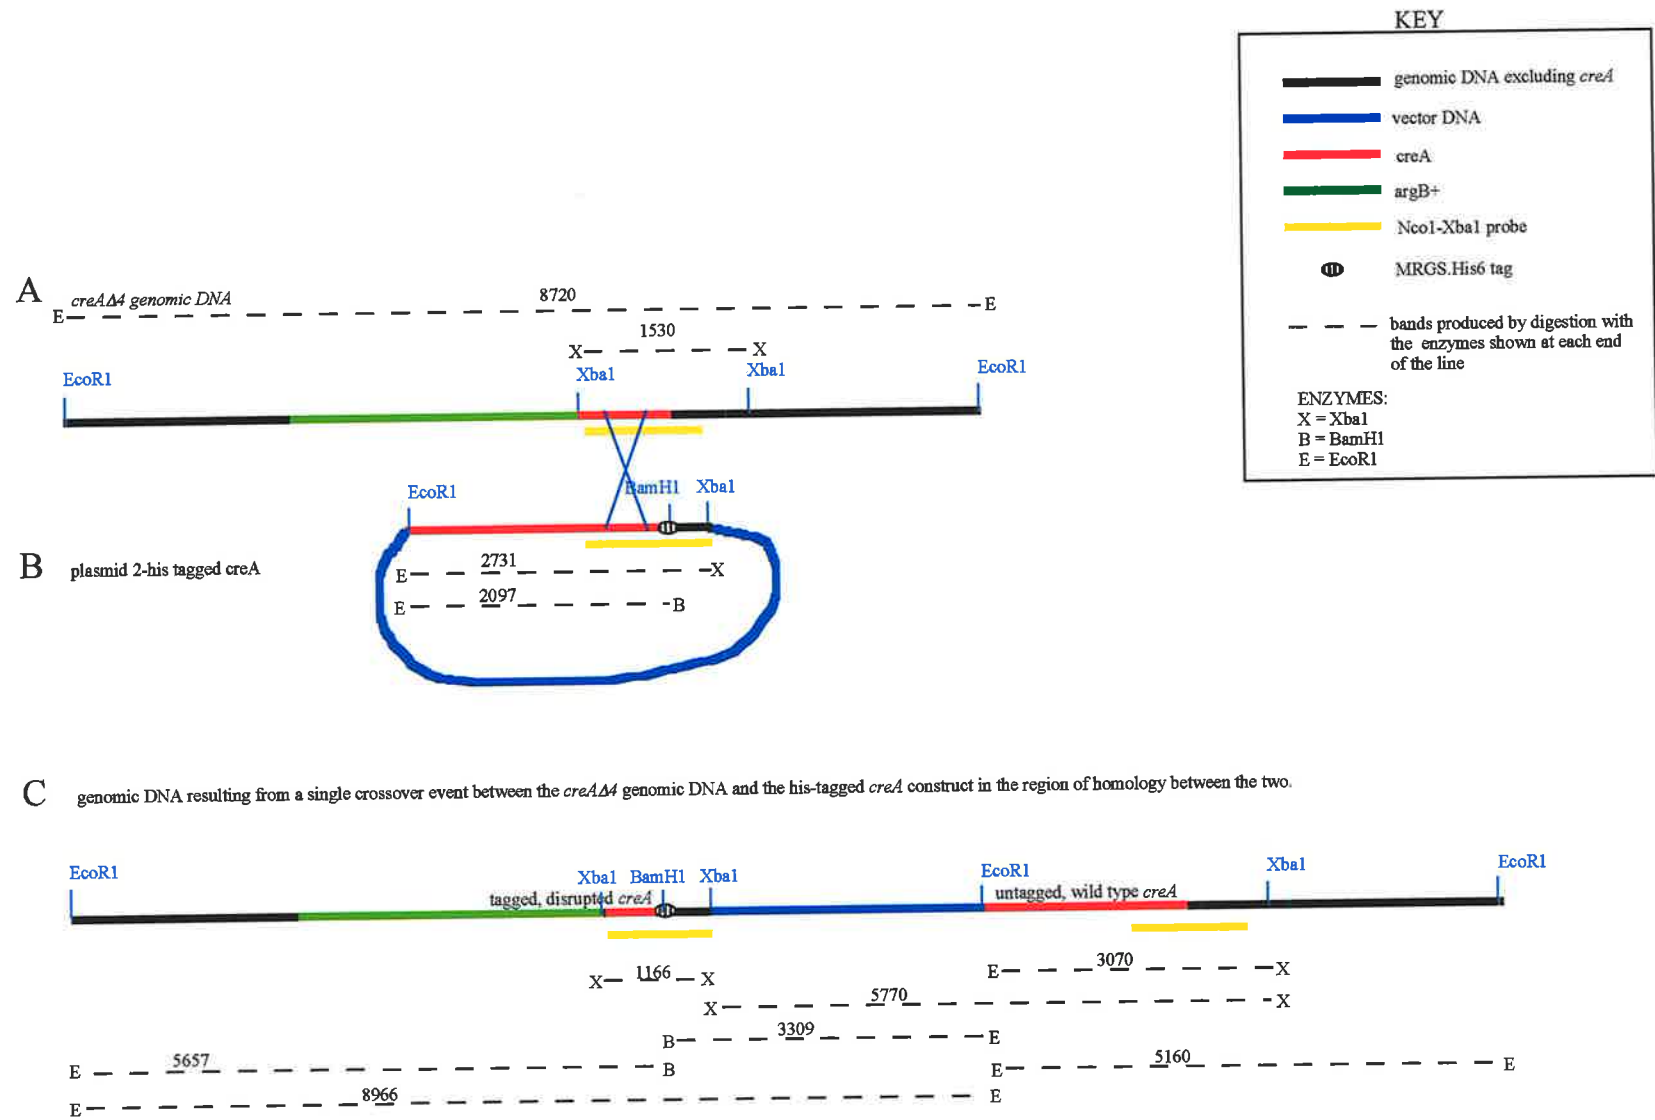 KEY
genomic DNA excluding creA
vector DNA
creA
argB+
Nco1-Xba1 probe
MRGS.His6 tag
bands produced by digestion with
the enzymes shown at each end
of the line
ENZYMES:
X = Xba1
B = BamH1
E = EcoR1
A
creAΔ4 genomic DNA
8720
E
E
1530
X
X
EcoR1
Xba1
Xba1
EcoR1
EcoR1
BamH1
Xba1
B
plasmid 2-his tagged creA
2731
E
X
2097
E
B
C
genomic DNA resulting from a single crossover event between the creAΔ4 genomic DNA and the his-tagged creA construct in the region of homology between the two.
EcoR1
Xba1
BamH1
Xba1
EcoR1
Xba1
EcoR1
tagged, disrupted creA
untagged, wild type creA
1166
X
X
3070
E
X
5770
X
X
3309
B
E
5657
E
B
5160
E
E
8966
E
E